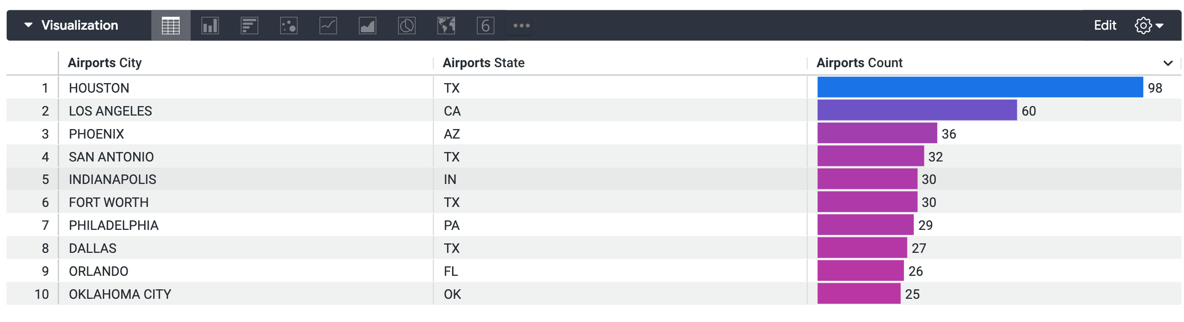 Visualization 6 Edit
Airports City Airports State Airports Count
1 HOUSTON TX 98
2 LOS ANGELES CA 60
3 PHOENIX AZ 36
4 SAN ANTONIO TX 32
5 INDIANAPOLIS IN 30
6 FORT WORTH TX 30
7 PHILADELPHIA PA 29
8 DALLAS TX 27
9 ORLANDO FL 26
10 OKLAHOMA CITY OK 25